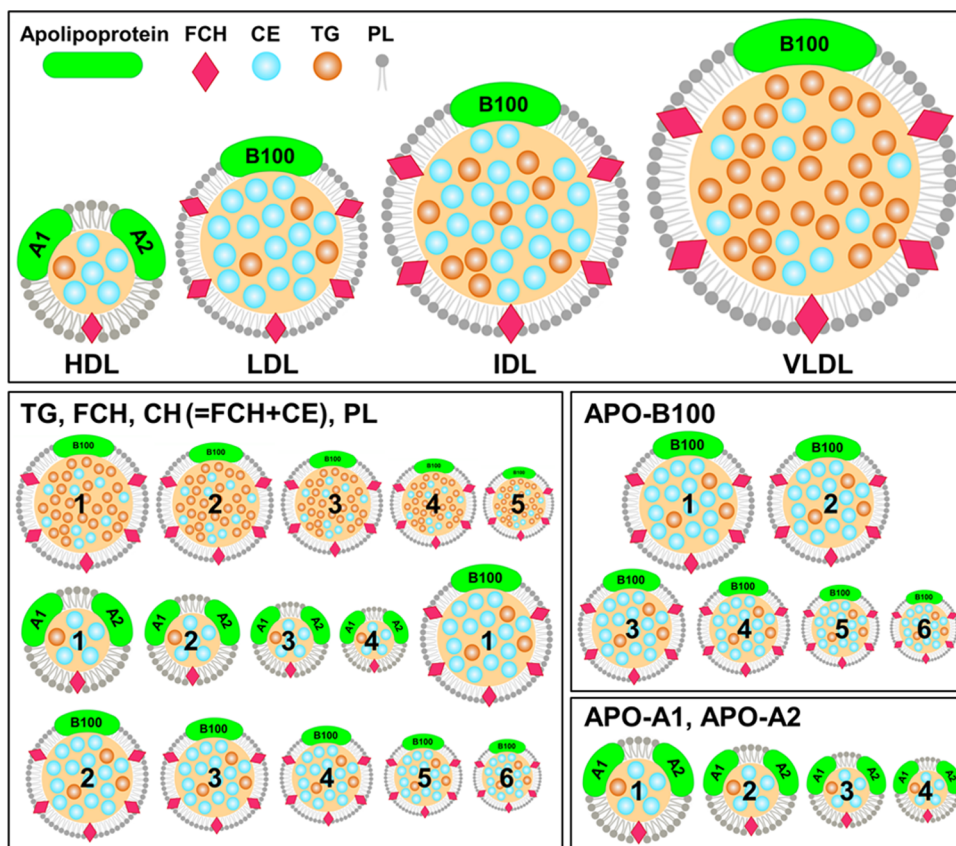 Apolipoprotein FCH CE TG PL
B100
B100
B100
A1 A2
HDL LDL IDL VLDL
TG, FCH, CH (=FCH+CE), PL
B100 B100 B100 B100 B100
1 2 3 4 5
B100
A1 A2 A1 A2 A1 A2 A1 A2
1 2 3 4 1
B100 B100 B100 B100 B100
2 3 4 5 6
APO-B100
B100 B100
1 2
B100 B100 B100 B100
3 4 5 6
APO-A1, APO-A2
A1 A2 A1 A2 A1 A2 A1 A2
1 2 3 4